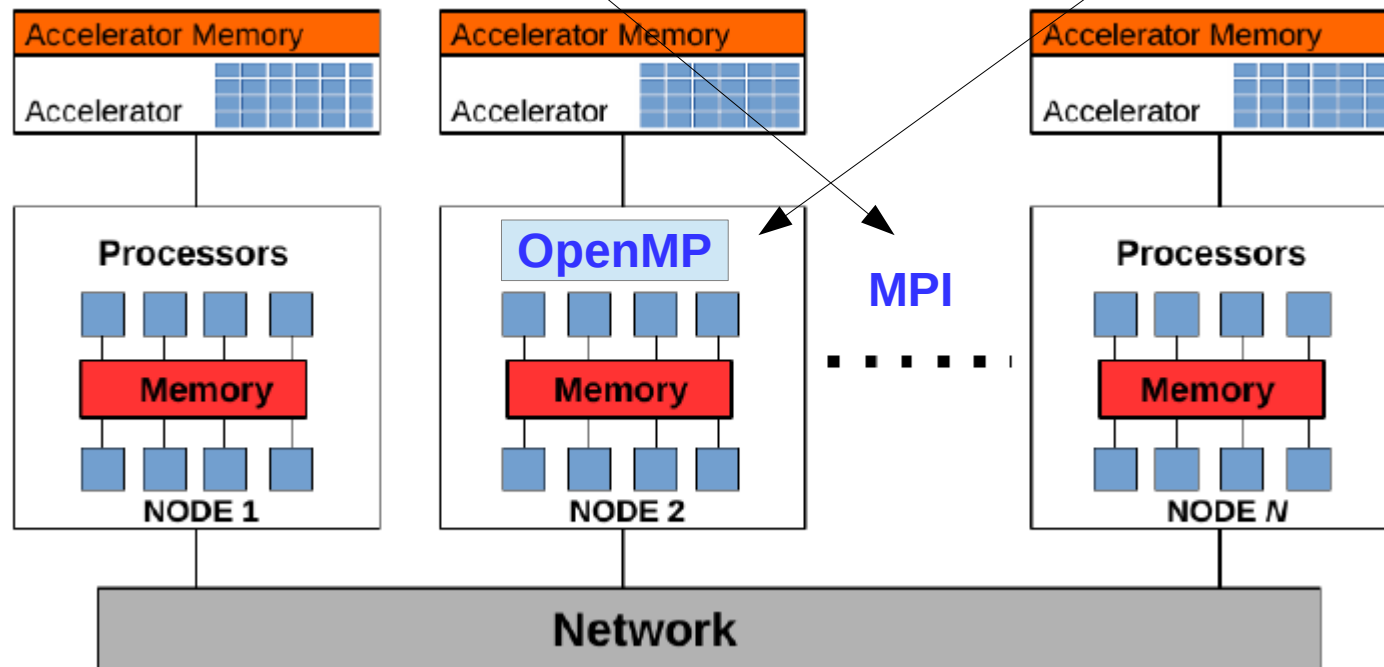 Accelerator Memory
Accelerator
Processors
Memory
NODE 1
Accelerator Memory
Accelerator
OpenMP
Memory
NODE 2
MPI
Accelerator Memory
Accelerator
Processors
Memory
NODE N
Network